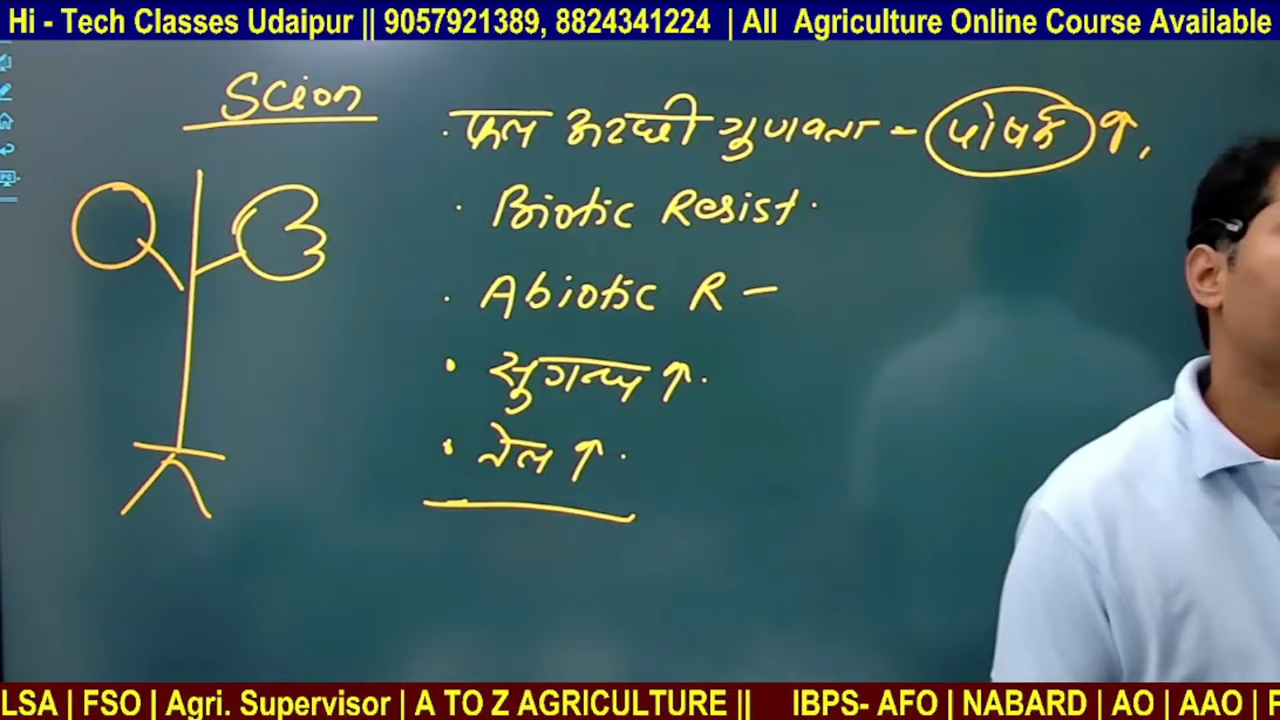 Hi - Tech Classes Udaipur || 9057921389, 8824341224 | All Agriculture Online Course Available
Scion
· फल अच्छी गुणवत्ता - पोषक ↑,
· Biotic Resist·
· Abiotic R -
· सुगन्ध ↑·
· तेल ↑·
LSA | FSO | Agri. Supervisor | A TO Z AGRICULTURE || IBPS- AFO | NABARD | AO | AAO |